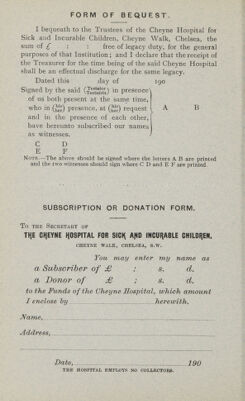 FORM OF BEQUEST.
I bequeath to the Trustees of the Cheyne Hospital for
Sick and Incurable Children, Cheyne Walk, Chelsea, the
sum of £ : : free of legacy duty, for the general
purposes of that Institution; and I declare that the receipt of
the Treasurer for the time being of the said Cheyne Hospital
shall be an effectual discharge for the same legacy.
Dated this day of 190
Signed by the said (Testator Testatrix) in presence
of us both present at the same time,
who in (his her) presence, at (his her) request
and in the presence of each other,
have hereunto subscribed our names
as witnesses.
A B
C D
E F
NOTE.—The above should be signed where the letters A B are printed
and the two witnesses should sign where C D and E F are printed.
SUBSCRIPTION OR DONATION FORM.
TO THE SECRETARY OF
THE CHEYNE HOSPITAL FOR SICK AND INCURABLE CHILDREN,
CHEYNE WALK, CHELSEA, S.W.
You may enter my name as
a Subscriber of £ : s. d.
a Donor of £ : s. d.
to the Funds of the Cheyne Hospital, which amount
I enclose by herewith.
Name,
Address,
Date, 190
THE HOSPITAL EMPLOYS NO COLLECTORS.